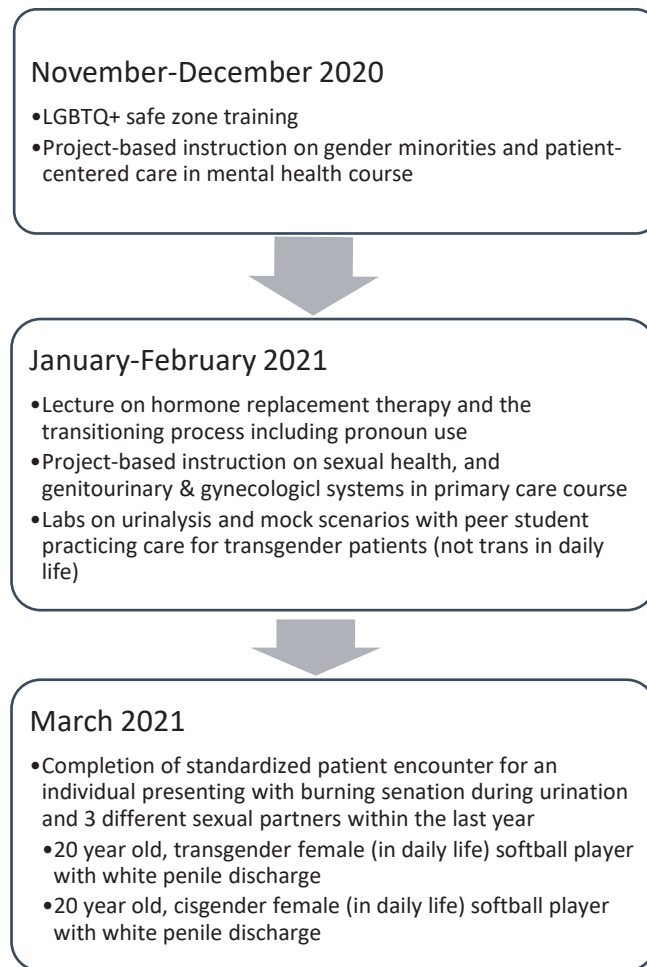 November-December 2020
•LGBTQ+ safe zone training
•Project-based instruction on gender minorities and patient-
centered care in mental health course
January-February 2021
•Lecture on hormone replacement therapy and the
transitioning process including pronoun use
•Project-based instruction on sexual health, and
genitourinary & gynecologicl systems in primary care course
•Labs on urinalysis and mock scenarios with peer student
practicing care for transgender patients (not trans in daily
life)
March 2021
•Completion of standardized patient encounter for an
individual presenting with burning senation during urination
and 3 different sexual partners within the last year
•20 year old, transgender female (in daily life) softball player
with white penile discharge
•20 year old, cisgender female (in daily life) softball player
with white penile discharge